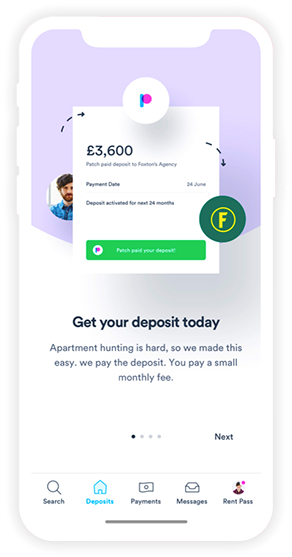 £3,600
Patch paid deposit to Foxton's Agency
Payment Date 24 June
Deposit activated for next 24 months
F
Patch paid your deposit!
Get your deposit today
Apartment hunting is hard, so we made this
easy. we pay the deposit. You pay a small
monthly fee.
Next
Search Deposits Payments Messages Rent Pass